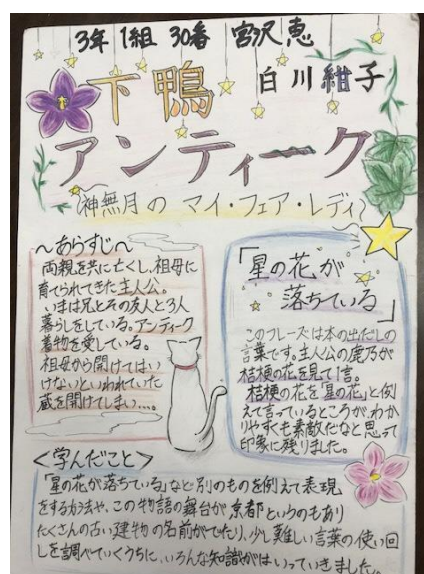 3年 1組 30番 宮沢 恵
下鴨
白川紺子
アンティーク
神無月の マイ・フェア・レディ
〜あらすじ〜
両親を共に亡くし、祖母に
育てられてきた主人公。
いまは兄とその友人と3人
暮らしをしている。アンティーク
着物を愛している。
祖母から開けてはい
けないといわれていた
蔵を開けてしまい…。
「星の花が
落ちている」
このフレーズは本の出だしの
言葉です。主人公の鹿乃が
桔梗の花を見て1言。
桔梗の花を「星の花」と例
えて言っているところが、わか
りやすくも素敵だなと思って
印象に残りました。
<学んだこと>
「星の花が落ちている」など別のものを例えて表現
をする方法や、この物語の舞台が京都というのもあり
たくさんの古い建物の名前がでたり、少し難しい言葉の使い回
しを調べていくうちに、いろんな知識がはいっていきました。